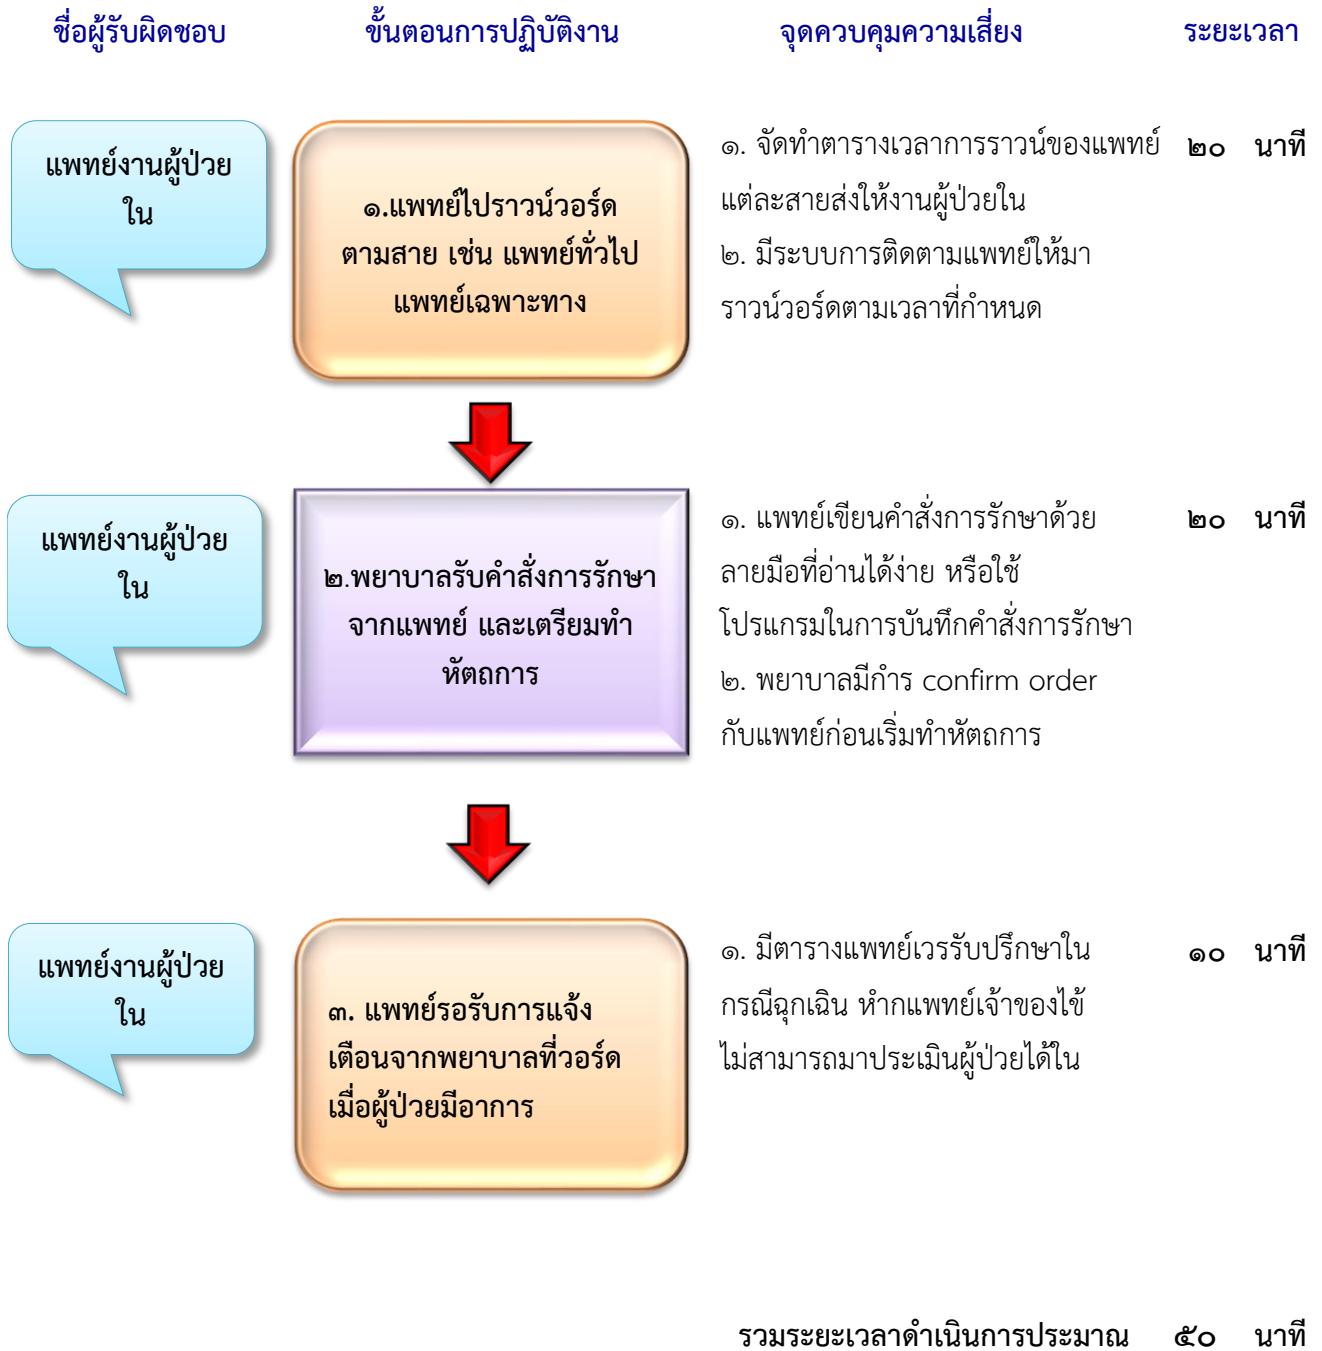 ชื่อผู้รับผิดชอบ ขั้นตอนการปฏิบัติงาน จุดควบคุมความเสี่ยง ระยะเวลา
แพทย์งานผู้ป่วย
ใน
๑.แพทย์ไปราวน์วอร์ด
ตามสาย เช่น แพทย์ทั่วไป
แพทย์เฉพาะทาง
๑. จัดทำตารางเวลาการราวน์ของแพทย์
แต่ละสายส่งให้งานผู้ป่วยใน
๒. มีระบบการติดตามแพทย์ให้มา
ราวน์วอร์ดตามเวลาที่กำหนด
๒๐ นาที
แพทย์งานผู้ป่วย
ใน
๒.พยาบาลรับคำสั่งการรักษา
จากแพทย์ และเตรียมทำ
หัตถการ
๑. แพทย์เขียนคำสั่งการรักษาด้วย
ลายมือที่อ่านได้ง่าย หรือใช้
โปรแกรมในการบันทึกคำสั่งการรักษา
๒. พยาบาลมีกำร confirm order
กับแพทย์ก่อนเริ่มทำหัตถการ
๒๐ นาที
แพทย์งานผู้ป่วย
ใน
๓. แพทย์รอรับการแจ้ง
เตือนจากพยาบาลที่วอร์ด
เมื่อผู้ป่วยมีอาการ
๑. มีตารางแพทย์เวรรับปรึกษาใน
กรณีฉุกเฉิน หำกแพทย์เจ้าของไข้
ไม่สามารถมาประเมินผู้ป่วยได้ใน
๑๐ นาที
รวมระยะเวลาดำเนินการประมาณ ๕๐ นาที